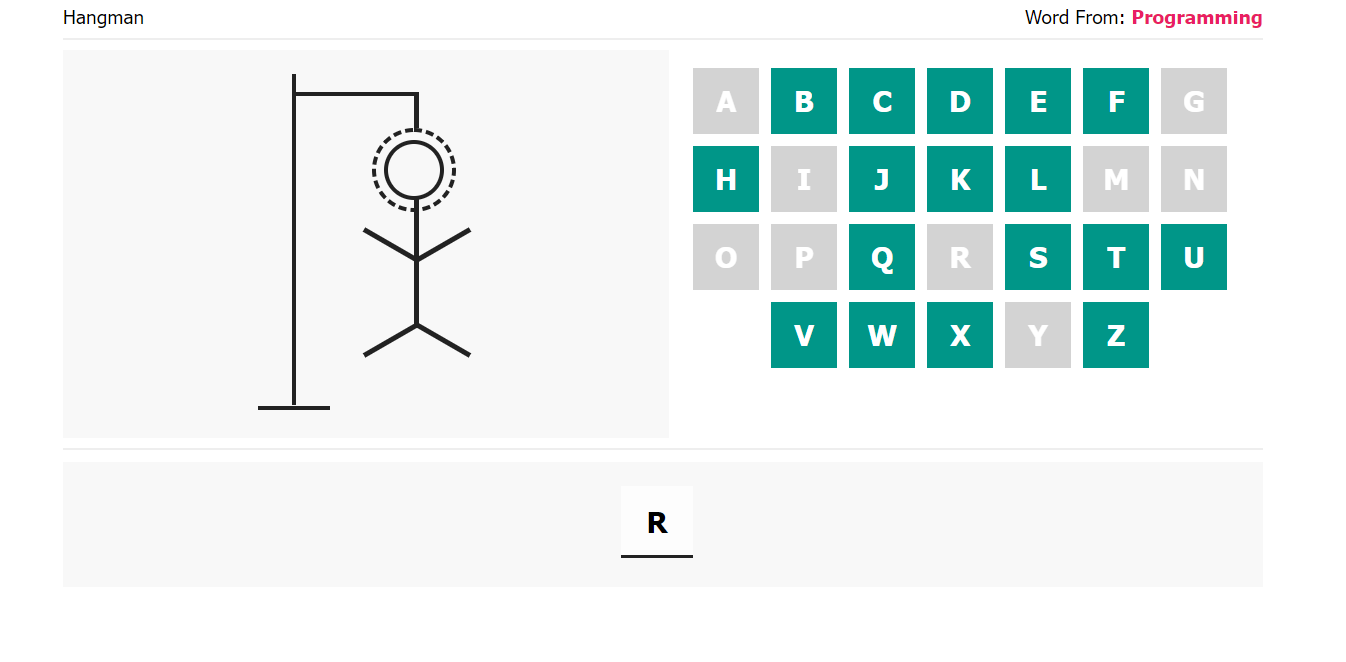 Hangman
Word From: Programming
A B C D E F G
H I J K L M N
O P Q R S T U
V W X Y Z
R